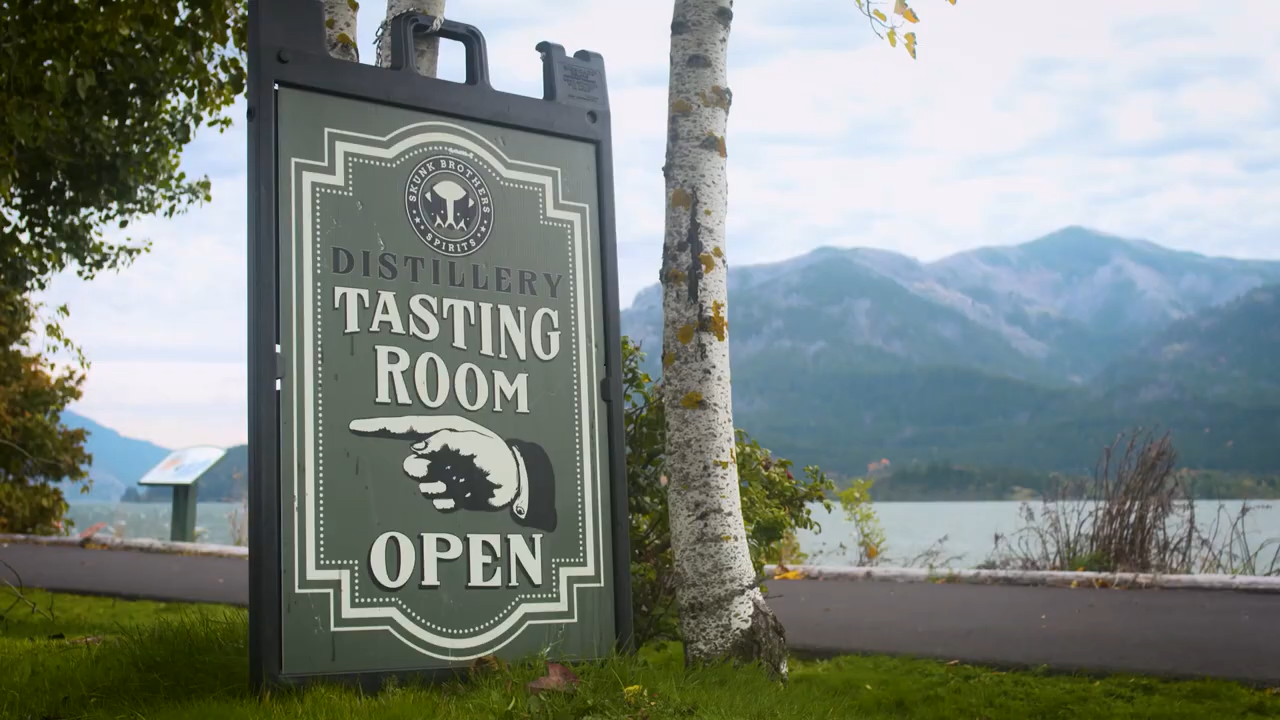 SKUNK BROTHERS
SPIRITS
DISTILLERY
TASTING
ROOM
OPEN